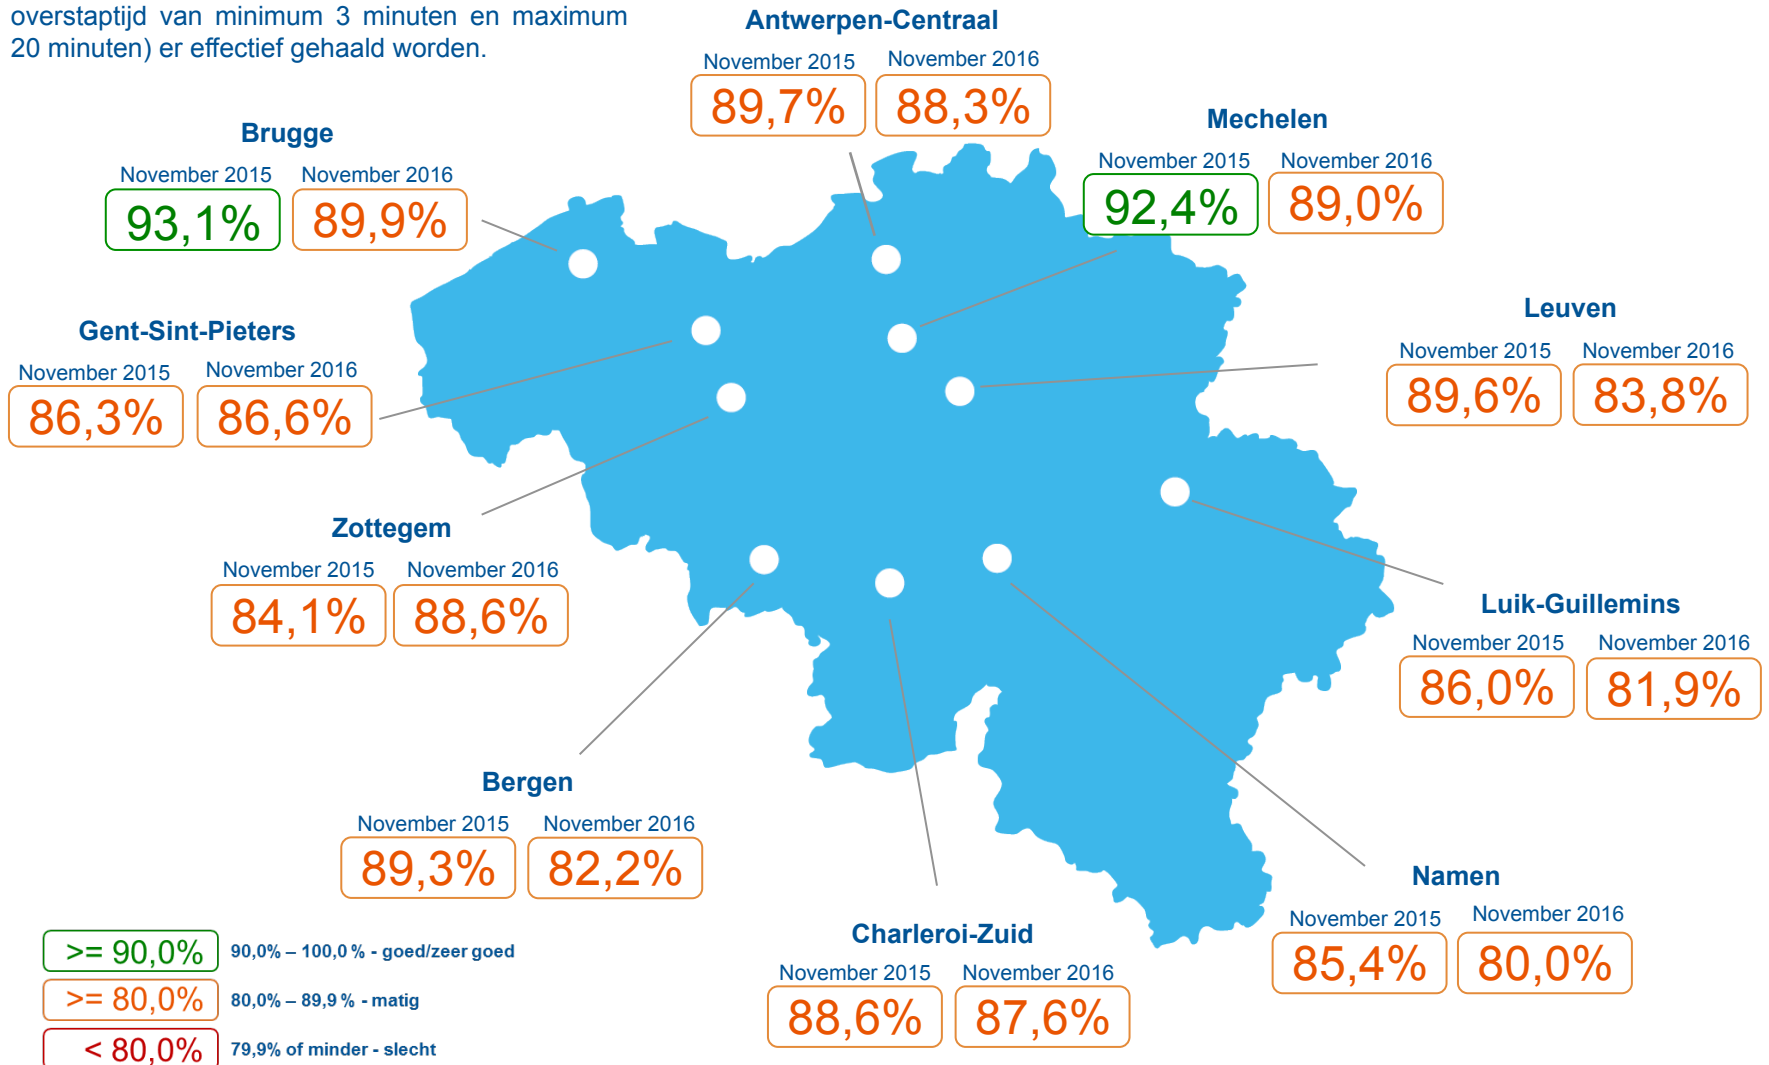 overstaptijd van minimum 3 minuten en maximum
20 minuten) er effectief gehaald worden.
Antwerpen-Centraal
November 2015 November 2016
89,7% 88,3%
Brugge
November 2015 November 2016
93,1% 89,9%
Mechelen
November 2015 November 2016
92,4% 89,0%
Gent-Sint-Pieters
November 2015 November 2016
86,3% 86,6%
Leuven
November 2015 November 2016
89,6% 83,8%
Zottegem
November 2015 November 2016
84,1% 88,6%
Luik-Guillemins
November 2015 November 2016
86,0% 81,9%
Bergen
November 2015 November 2016
89,3% 82,2%
Namen
November 2015 November 2016
85,4% 80,0%
Charleroi-Zuid
November 2015 November 2016
88,6% 87,6%
>= 90,0% 90,0% – 100,0 % - goed/zeer goed
>= 80,0% 80,0% – 89,9 % - matig
< 80,0% 79,9% of minder - slecht